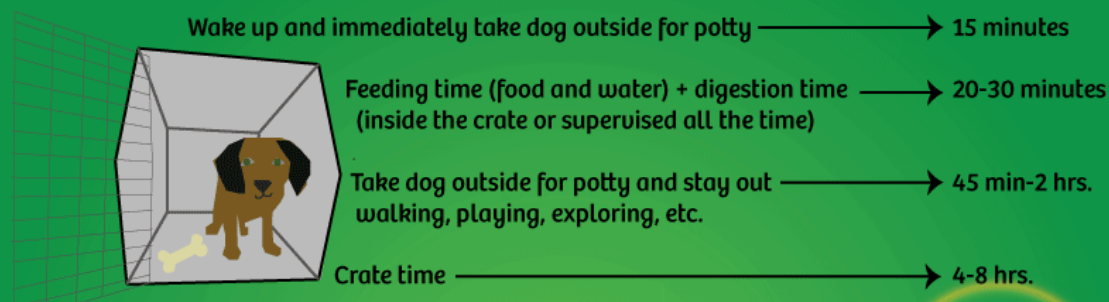 Wake up and immediately take dog outside for potty 15 minutes
Feeding time (food and water) + digestion time 20-30 minutes
(inside the crate or supervised all the time)
Take dog outside for potty and stay out 45 min-2 hrs.
walking, playing, exploring, etc.
Crate time 4-8 hrs.